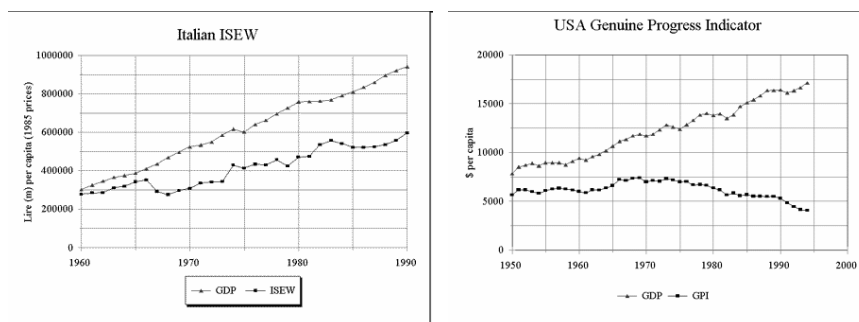 Italian ISEW
Lire (m) per capita (1985 prices)
1000000
800000
600000
400000
200000
0
1960
1970
1980
1990
GDP
ISEW
USA Genuine Progress Indicator
$ per capita
20000
15000
10000
5000
0
1950
1960
1970
1980
1990
2000
GDP
GPI